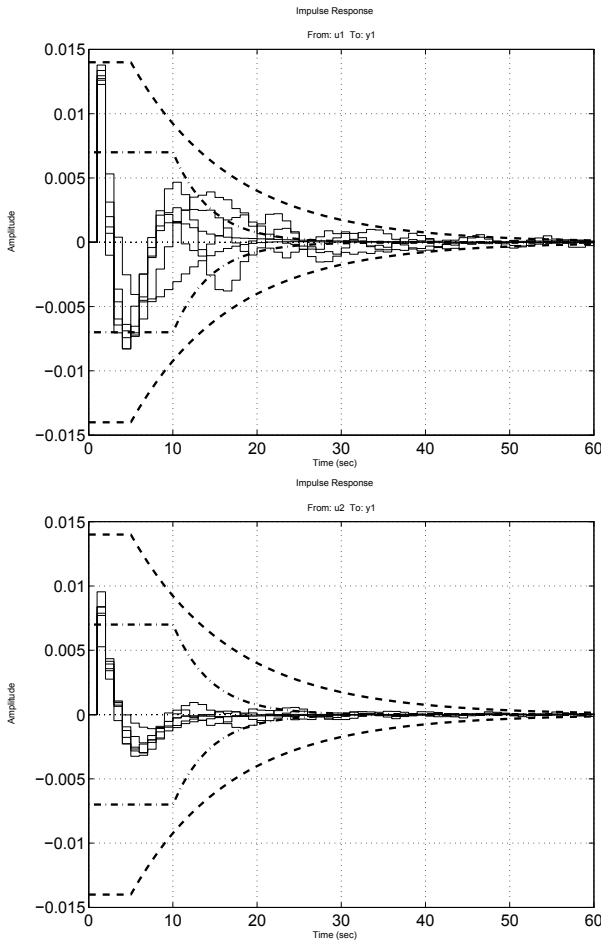 Impulse Response
From: u1 To: y1
0.015
0.01
0.005
0
−0.005
−0.01
−0.015
Amplitude
0 10 20 30 40 50 60
Time (sec)
Impulse Response
From: u2 To: y1
0.015
0.01
0.005
0
−0.005
−0.01
−0.015
Amplitude
0 10 20 30 40 50 60
Time (sec)